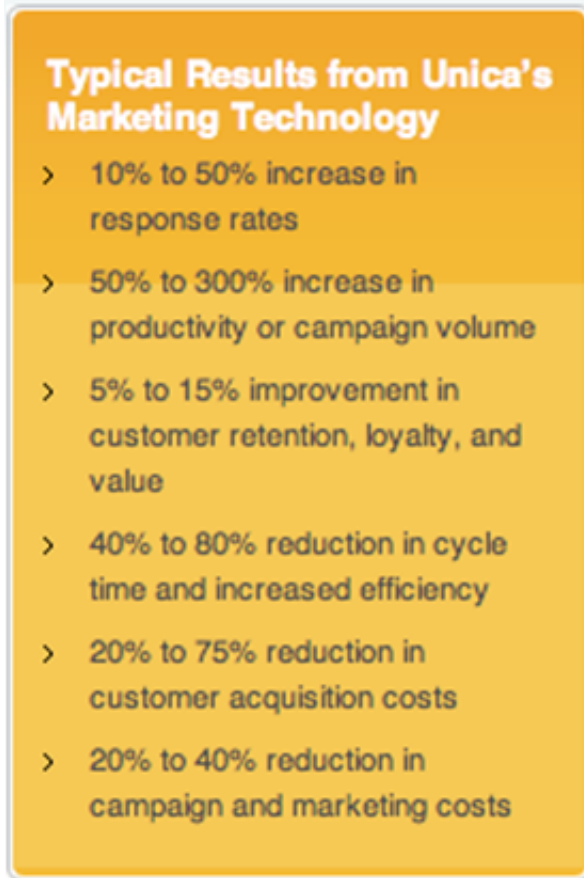 Typical Results from Unica's
Marketing Technology
› 10% to 50% increase in
response rates
› 50% to 300% increase in
productivity or campaign volume
› 5% to 15% improvement in
customer retention, loyalty, and
value
› 40% to 80% reduction in cycle
time and increased efficiency
› 20% to 75% reduction in
customer acquisition costs
› 20% to 40% reduction in
campaign and marketing costs